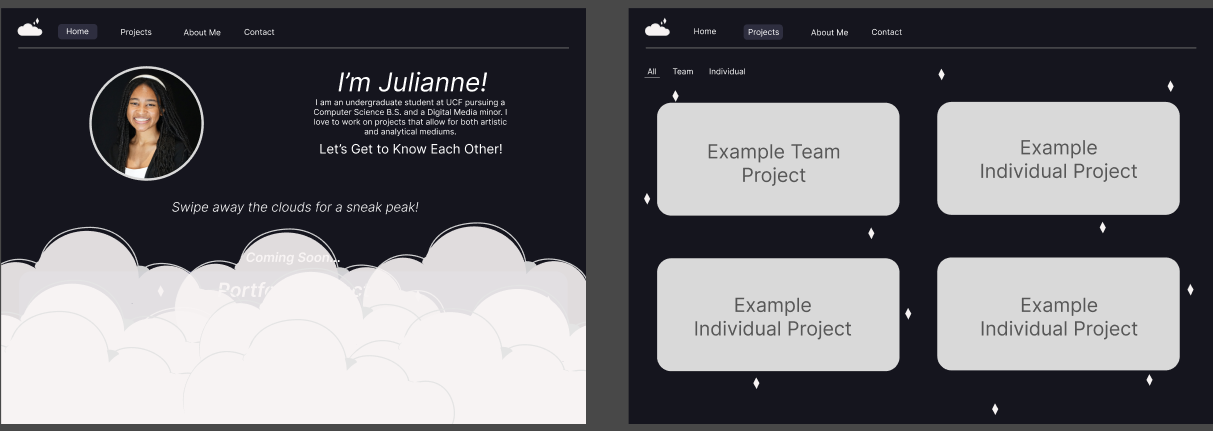 Home Projects About Me Contact
I'm Julianne!
I am an undergraduate student at UCF pursuing a
Computer Science B.S. and a Digital Media minor. I
love to work on projects that allow for both artistic
and analytical mediums.
Let's Get to Know Each Other!
Swipe away the clouds for a sneak peak!
Coming Soon...
Home Projects About Me Contact
All Team Individual
Example Team
Project
Example
Individual Project
Example
Individual Project
Example
Individual Project